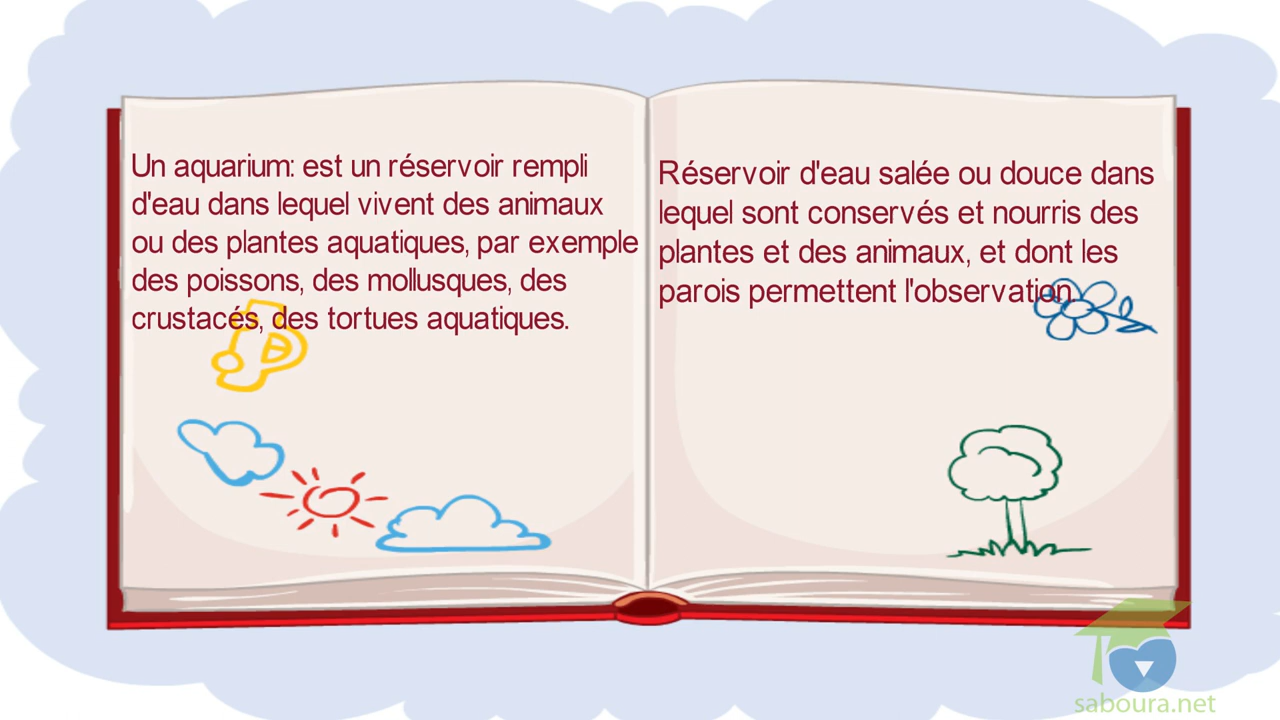 Un aquarium: est un réservoir rempli
d'eau dans lequel vivent des animaux
ou des plantes aquatiques, par exemple
des poissons, des mollusques, des
crustacés, des tortues aquatiques.
Réservoir d'eau salée ou douce dans
lequel sont conservés et nourris des
plantes et des animaux, et dont les
parois permettent l'observation.
saboura.net